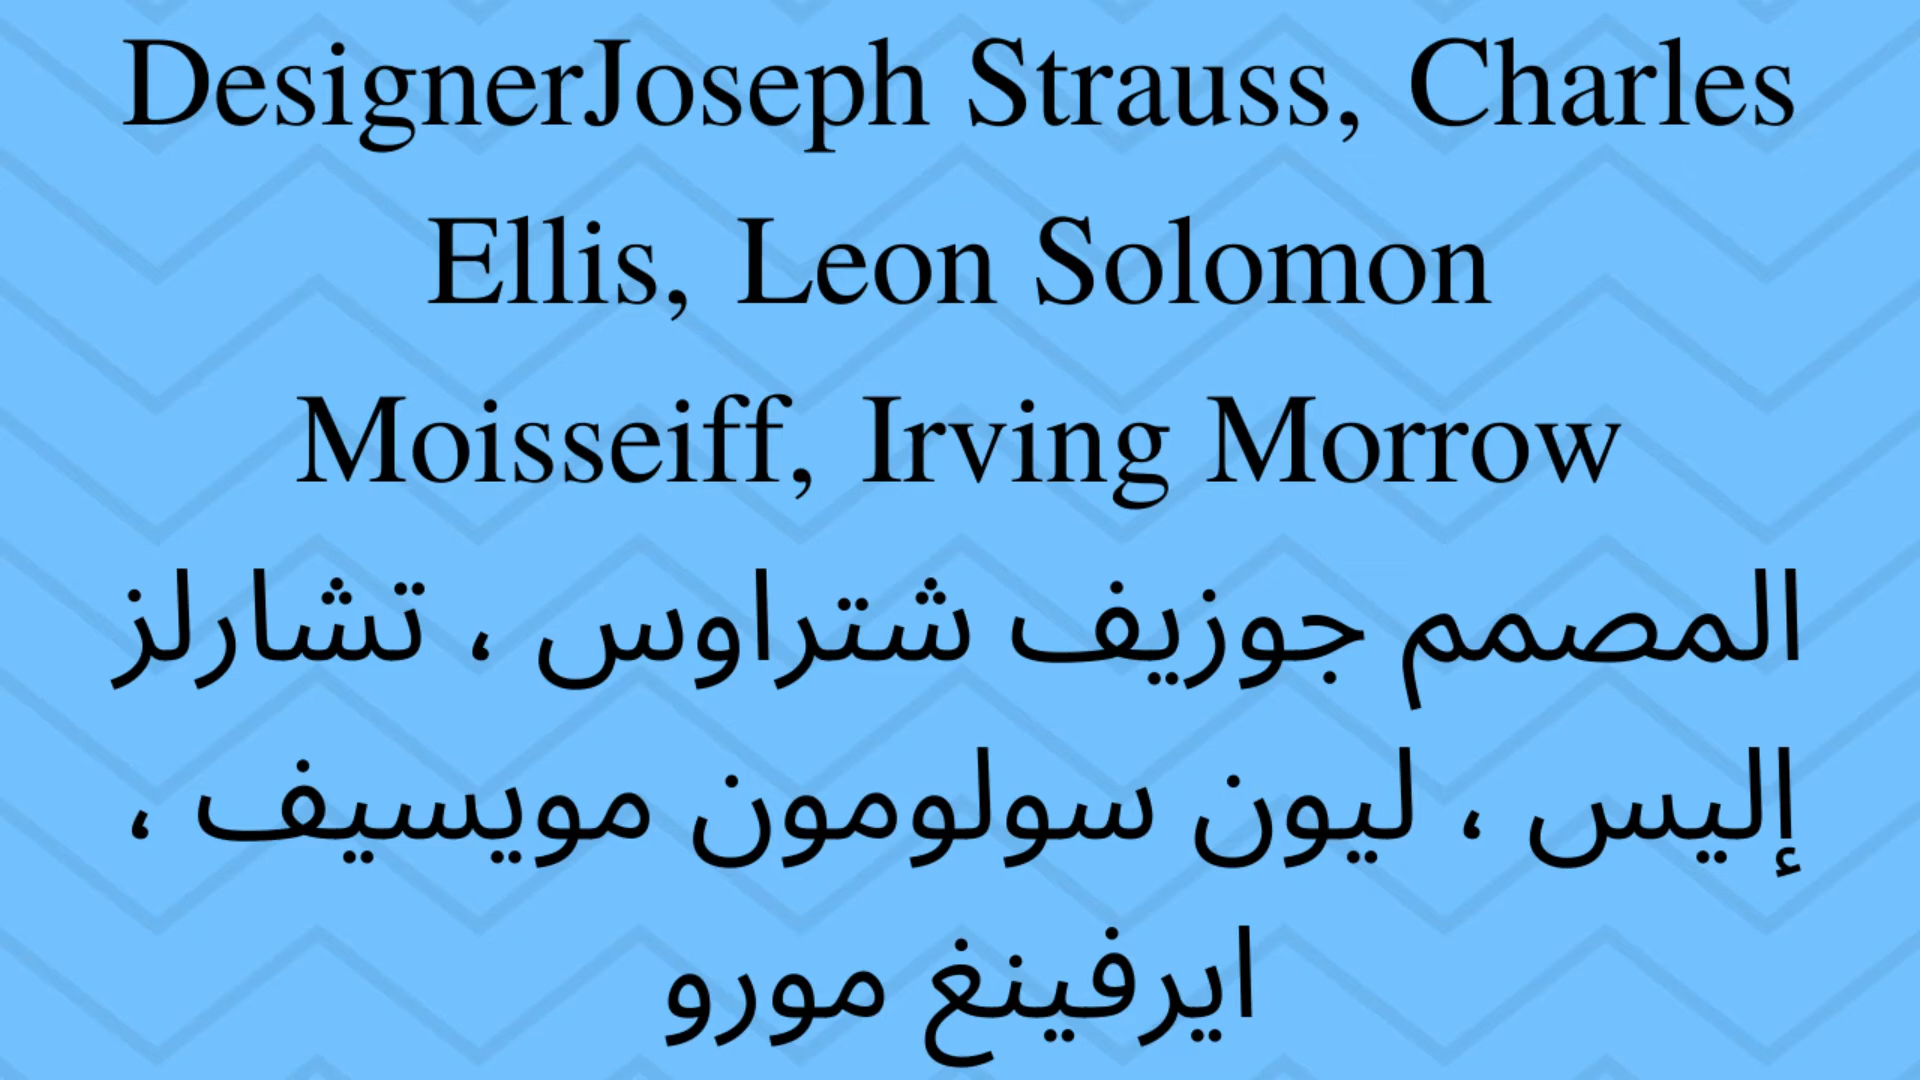 DesignerJoseph Strauss, Charles
Ellis, Leon Solomon
Moisseiff, Irving Morrow
المصمم جوزيف شتراوس ، تشارلز
إليس ، ليون سولومون مويسيف ،
ايرفينغ مورو